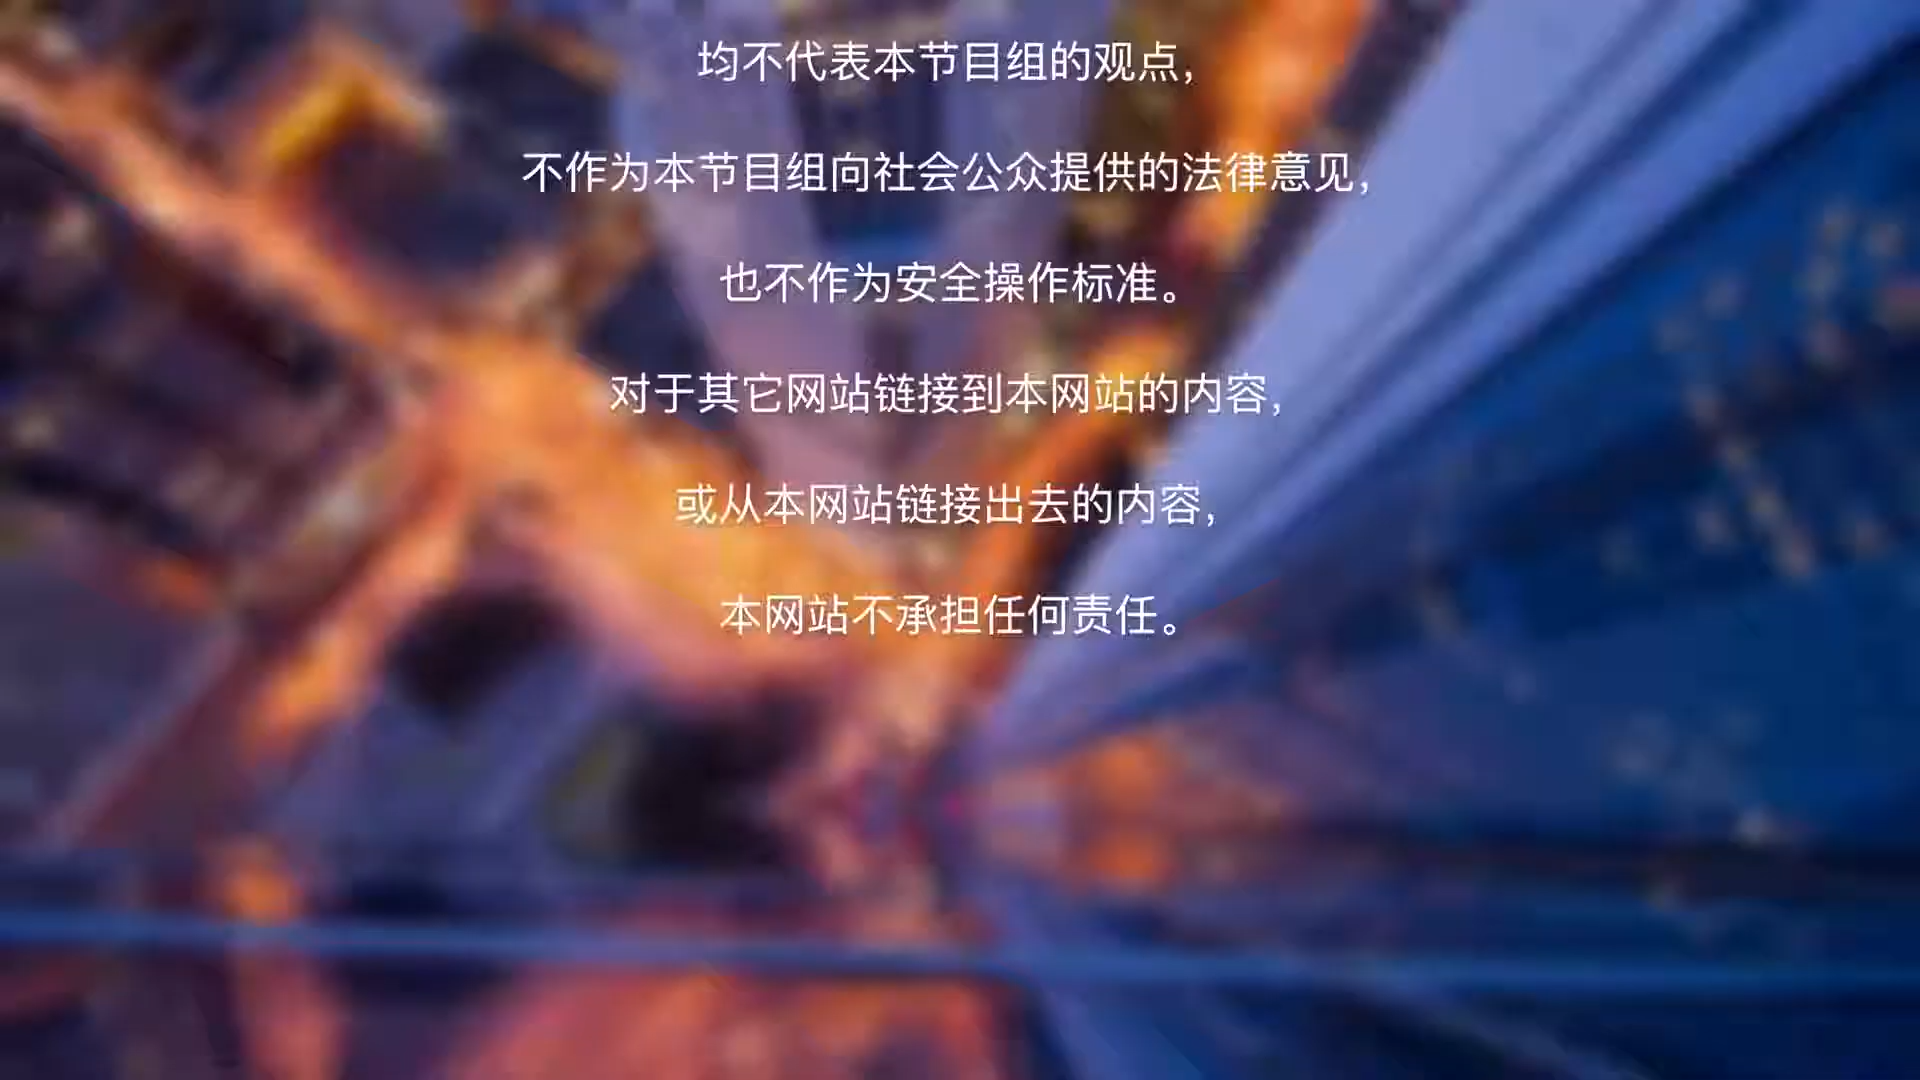 均不代表本节目组的观点，
不作为本节目组向社会公众提供的法律意见，
也不作为安全操作标准。
对于其它网站链接到本网站的内容，
或从本网站链接出去的内容，
本网站不承担任何责任。